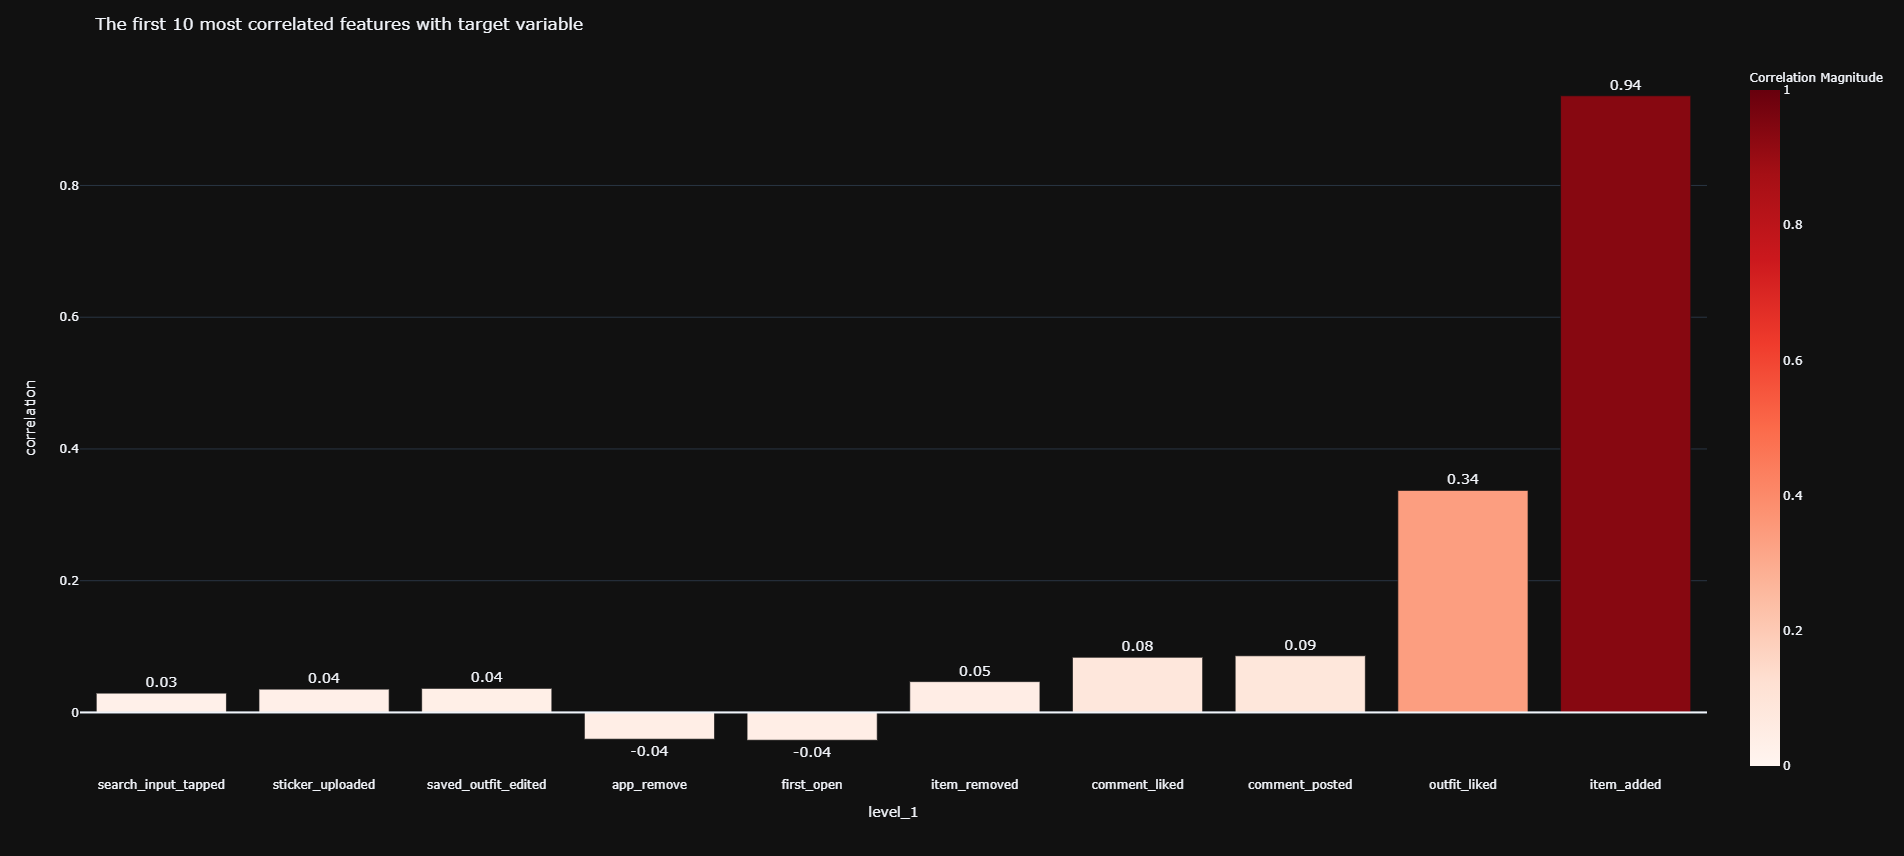 The first 10 most correlated features with target variable
Correlation Magnitude
1
0.8
0.6
0.4
0.2
0
0.94
0.34
0.09
0.08
0.05
0.04
0.04
0.03
-0.04
-0.04
0.8
0.6
0.4
0.2
0
correlation
search_input_tapped
sticker_uploaded
saved_outfit_edited
app_remove
first_open
item_removed
comment_liked
comment_posted
outfit_liked
item_added
level_1